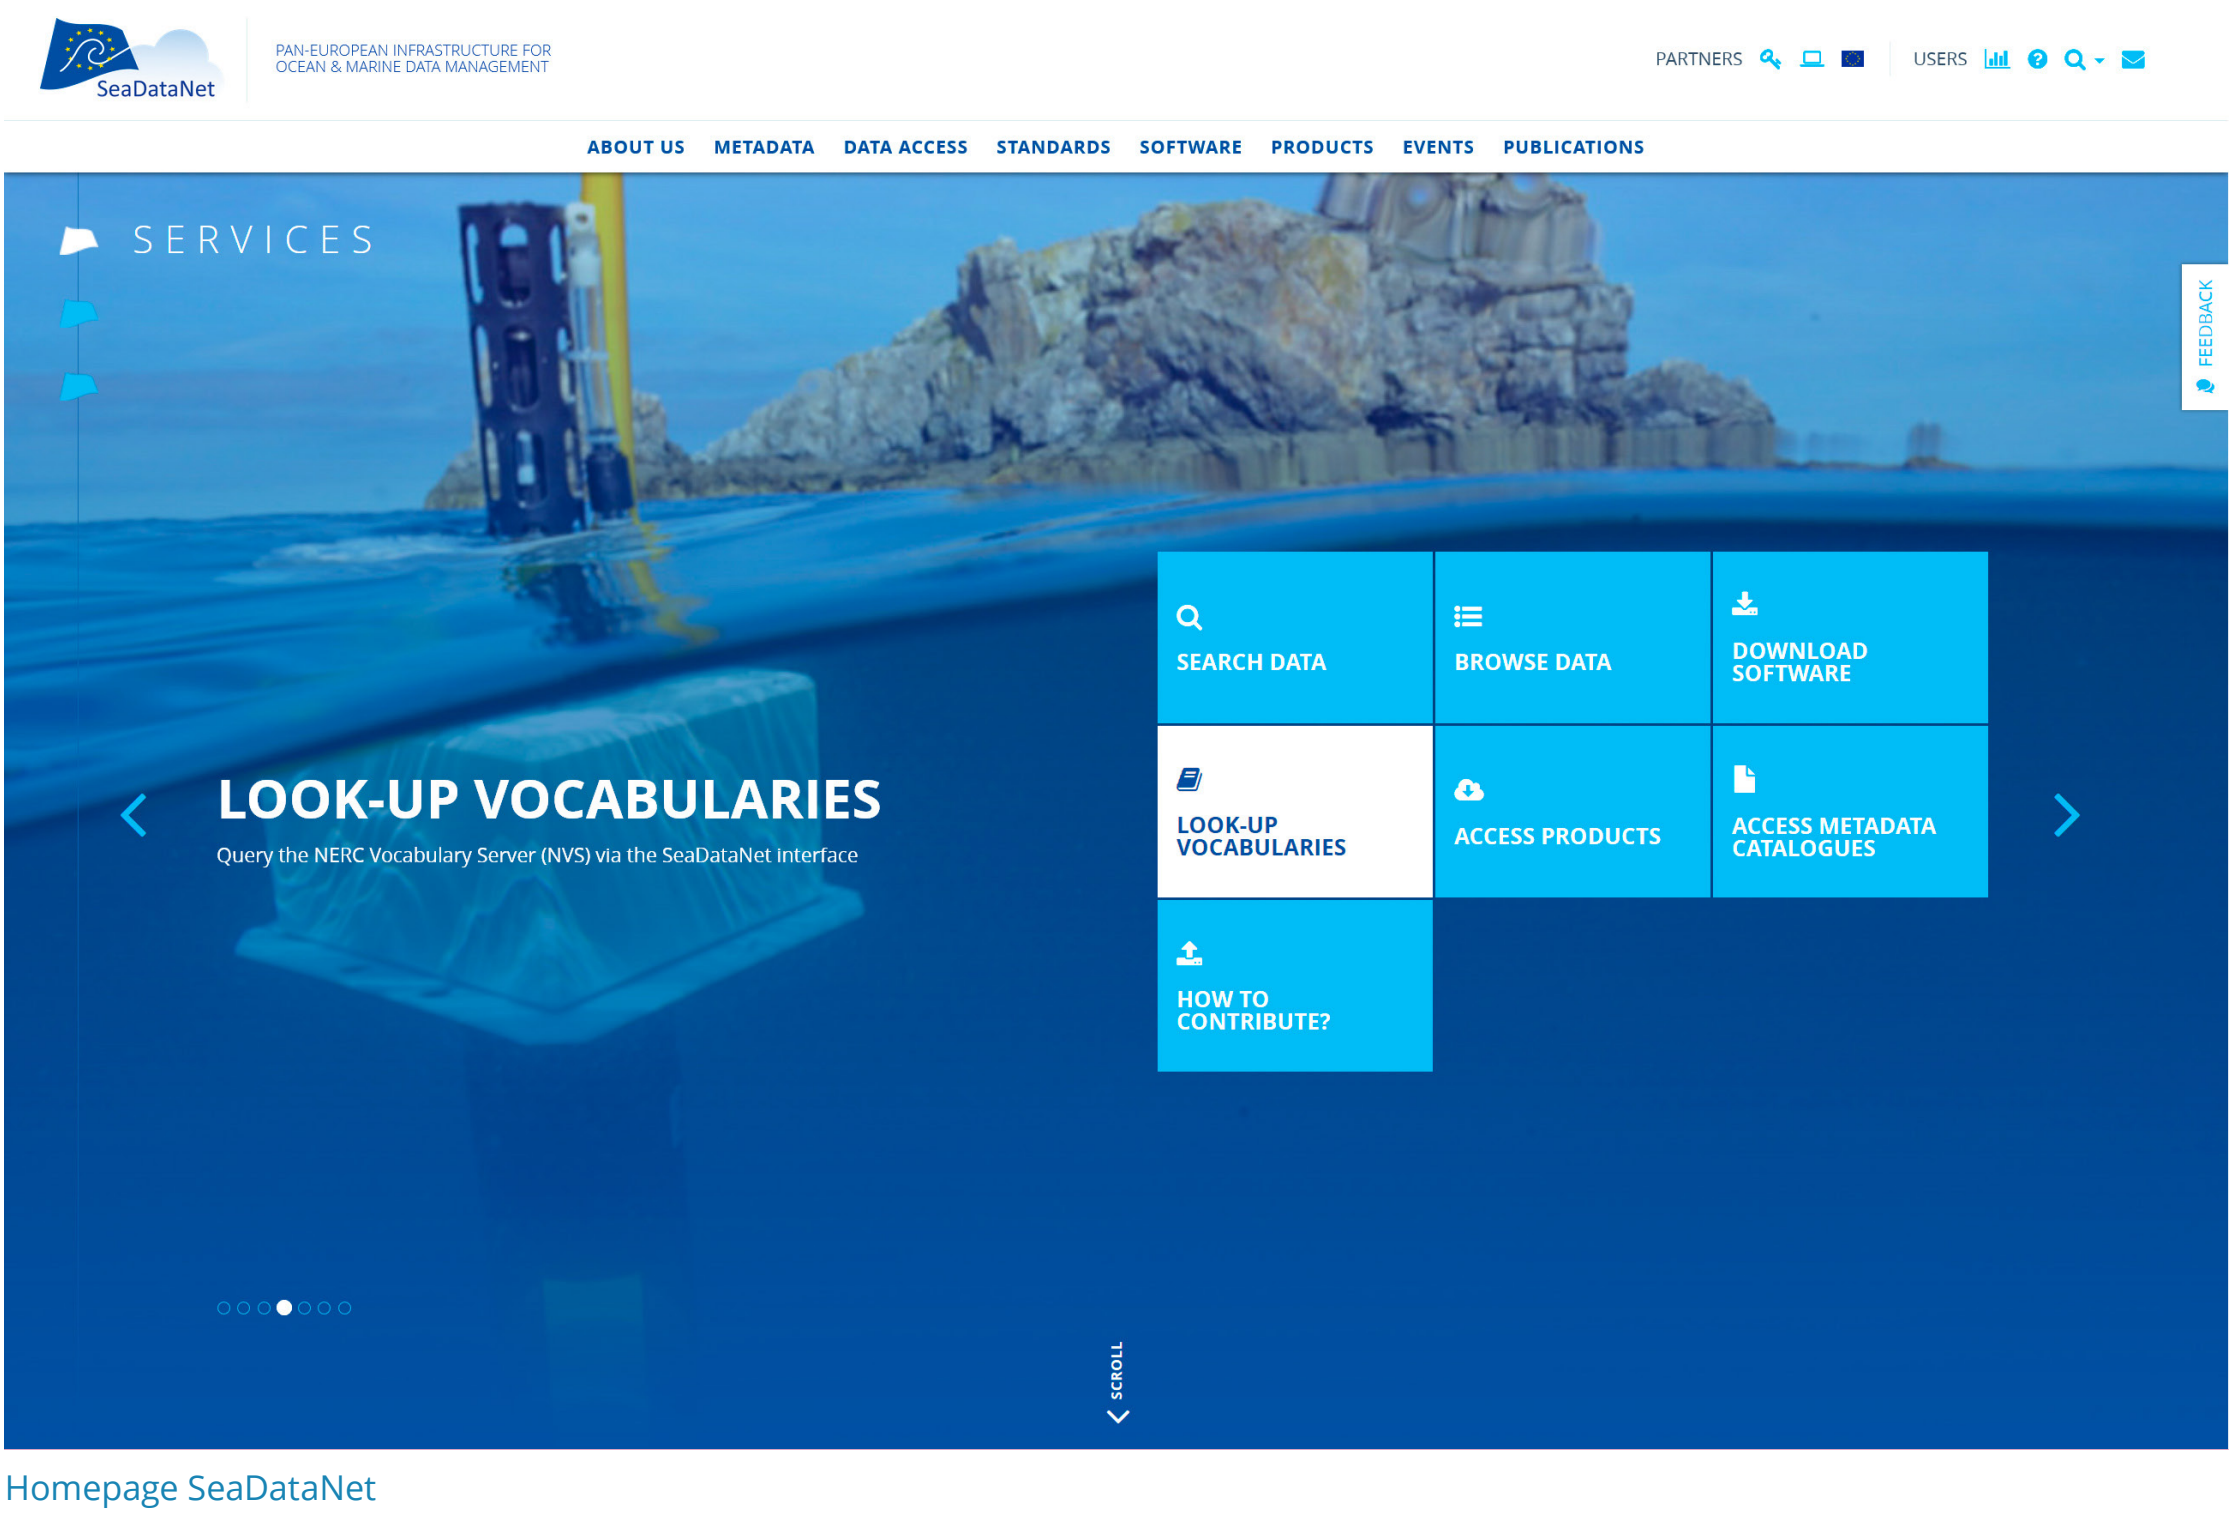 SeaDataNet
PAN-EUROPEAN INFRASTRUCTURE FOR
OCEAN & MARINE DATA MANAGEMENT
PARTNERS
USERS
ABOUT US METADATA DATA ACCESS STANDARDS SOFTWARE PRODUCTS EVENTS PUBLICATIONS
SERVICES
FEEDBACK
SEARCH DATA
BROWSE DATA
DOWNLOAD
SOFTWARE
LOOK-UP VOCABULARIES
Query the NERC Vocabulary Server (NVS) via the SeaDataNet interface
LOOK-UP
VOCABULARIES
ACCESS PRODUCTS
ACCESS METADATA
CATALOGUES
HOW TO
CONTRIBUTE?
SCROLL
Homepage SeaDataNet